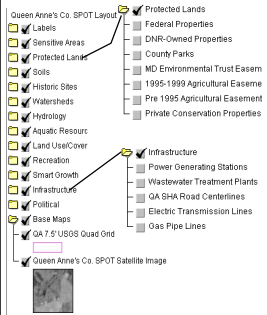 Queen Anne's Co. SPOT Layout
Labels
Sensitive Areas
Protected Lands
Soils
Historic Sites
Watersheds
Hydrology
Aquatic Resourc
Land Use/Cover
Recreation
Smart Growth
Infrastructure
Political
Base Maps
QA 7.5' USGS Quad Grid
Queen Anne's Co. SPOT Satellite Image
Protected Lands
Federal Properties
DNR-Owned Properties
County Parks
MD Environmental Trust Easem
1995-1999 Agricultural Easeme
Pre 1995 Agricultural Easement
Private Conservation Properties
Infrastructure
Power Generating Stations
Wastewater Treatment Plants
QA SHA Road Centerlines
Electric Transmission Lines
Gas Pipe Lines